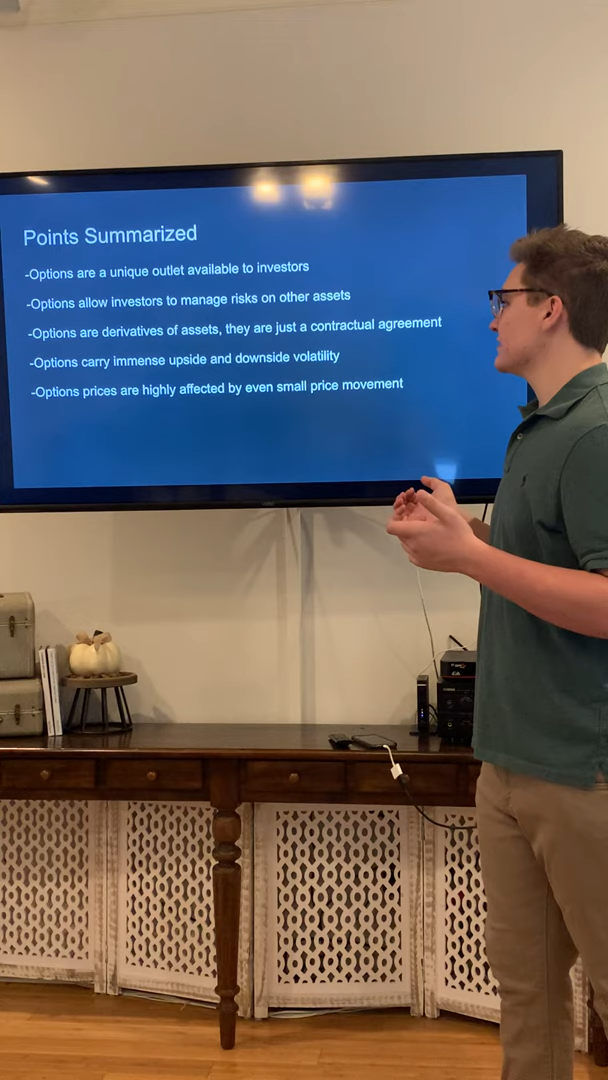 Points Summarized
-Options are a unique outlet available to investors
-Options allow investors to manage risks on other assets
-Options are derivatives of assets, they are just a contractual agreement
-Options carry immense upside and downside volatility
-Options prices are highly affected by even small price movement